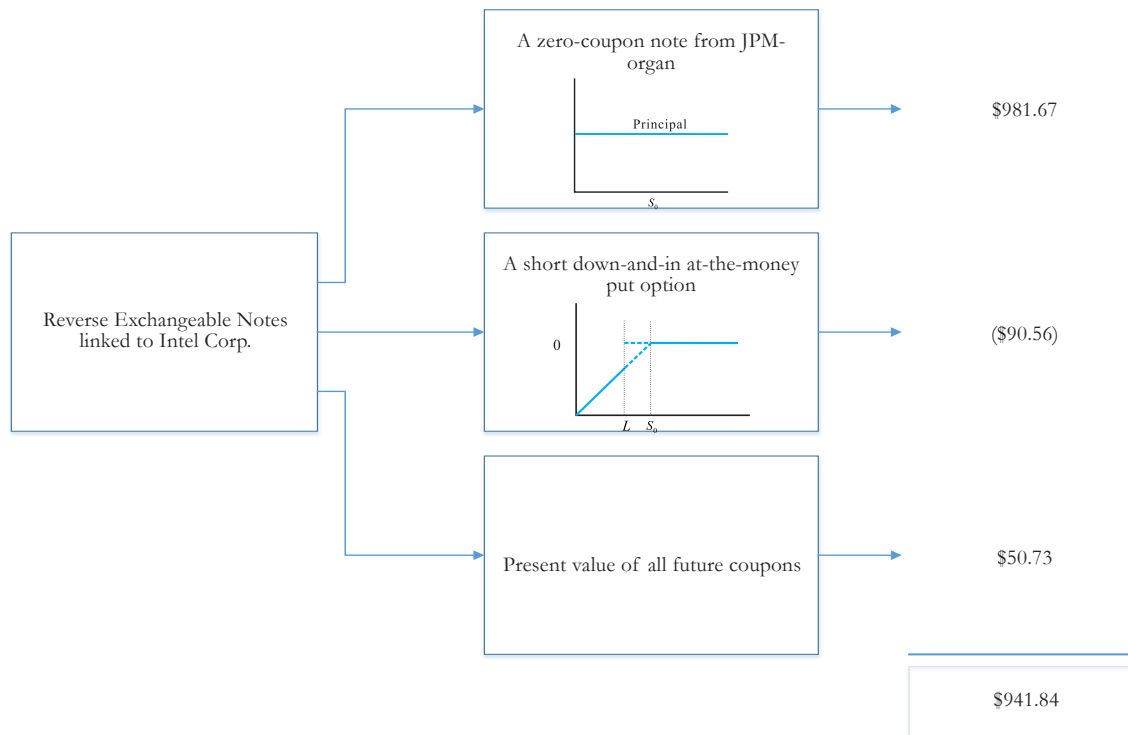 A zero-coupon note from JPM-
organ
Principal
S₀
$981.67
Reverse Exchangeable Notes
linked to Intel Corp.
A short down-and-in at-the-money
put option
0
L S₀
($90.56)
Present value of all future coupons
$50.73
$941.84